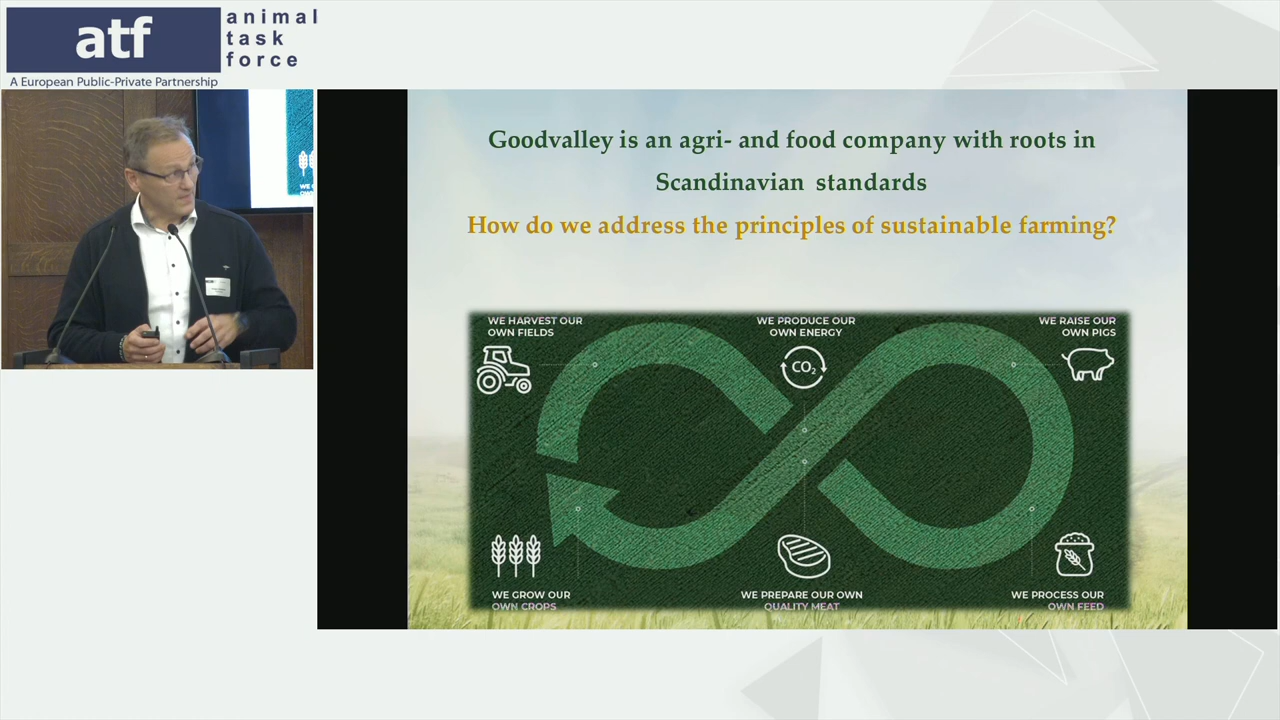 atf
animal
task
force
A European Public-Private Partnership
Goodvalley is an agri- and food company with roots in
Scandinavian standards
How do we address the principles of sustainable farming?
WE HARVEST OUR
OWN FIELDS
WE PRODUCE OUR
OWN ENERGY
WE RAISE OUR
OWN PIGS
CO₂
WE GROW OUR
OWN CROPS
WE PREPARE OUR OWN
QUALITY MEAT
WE PROCESS OUR
OWN FEED